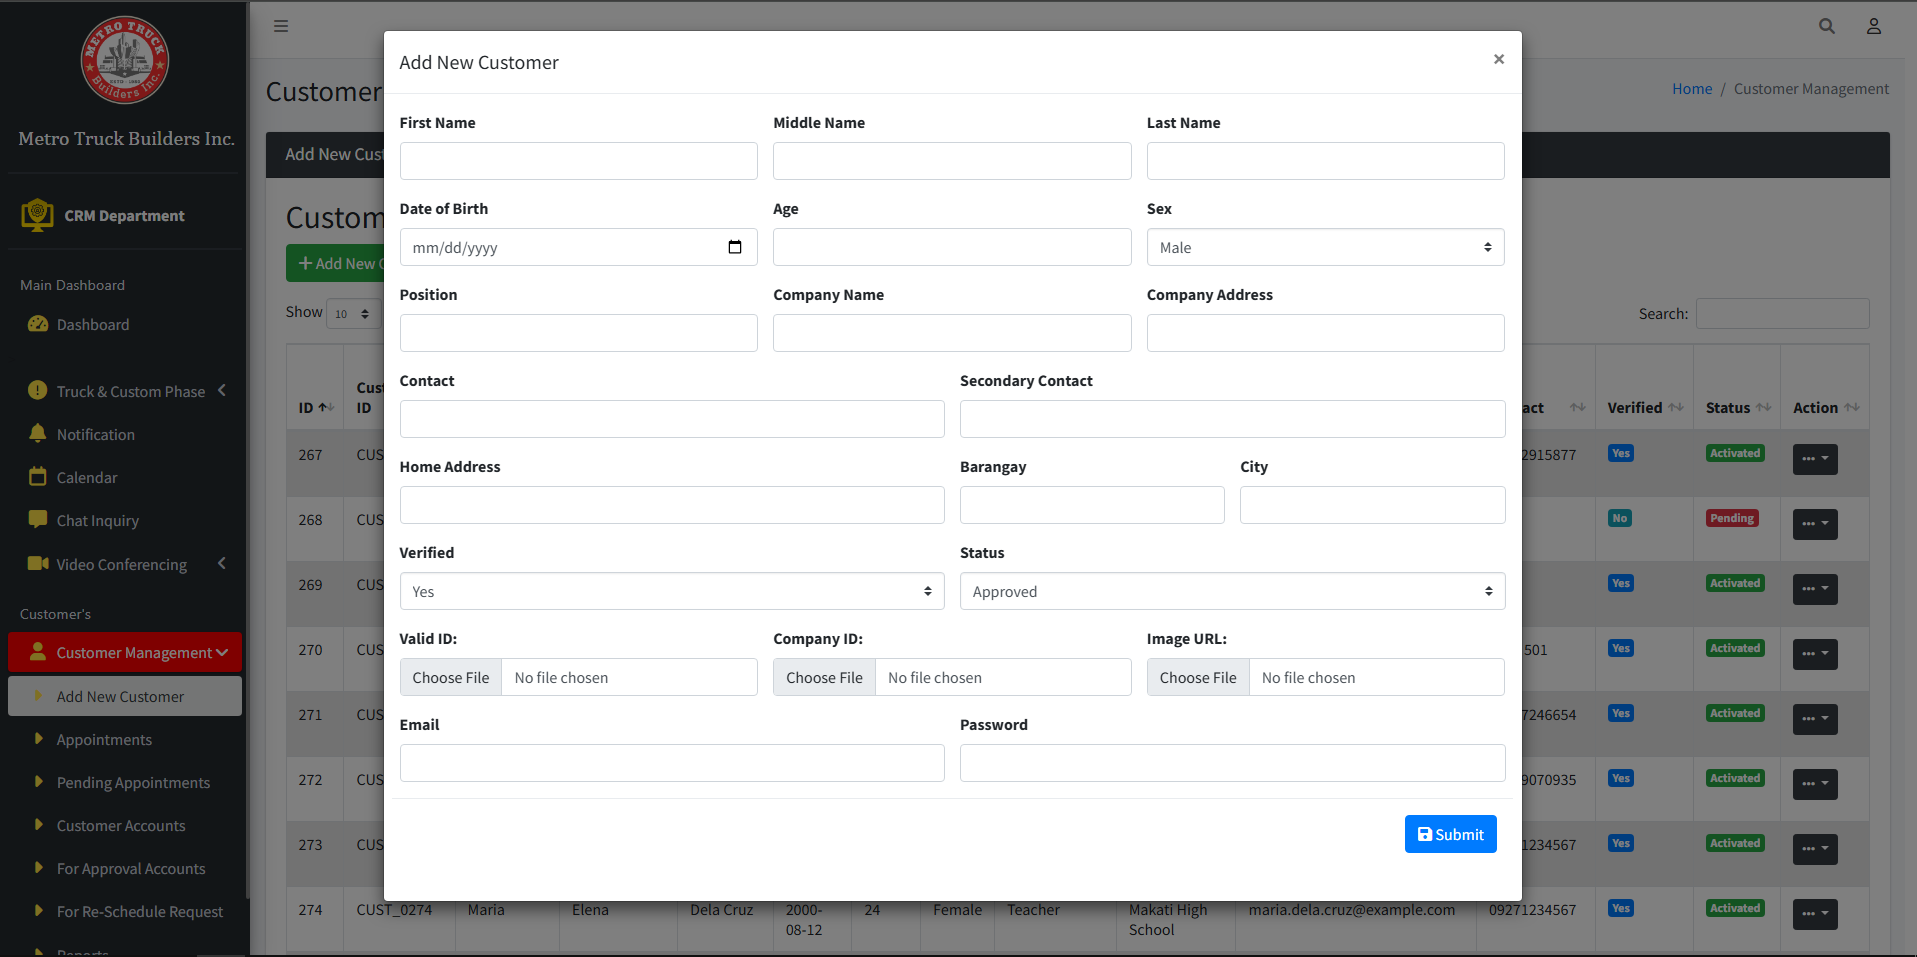 METRO TRUCK
Builders Inc.
Metro Truck Builders Inc.
CRM Department
Main Dashboard
Dashboard
Truck & Custom Phase
Notification
Calendar
Chat Inquiry
Video Conferencing
Customer's
Customer Management
Add New Customer
Appointments
Pending Appointments
Customer Accounts
For Approval Accounts
For Re-Schedule Request
Reports
Customer
Home / Customer Management
Add New Cust
Custom
Add New C
Show 10
Search:
ID Cust ID act Verified Status Action
267 CUS 2915877 Yes Activated
268 CUS No Pending
269 CUS Yes Activated
270 CUS 501 Yes Activated
271 CUS 7246654 Yes Activated
272 CUS 9070935 Yes Activated
273 CUS 1234567 Yes Activated
274 CUST_0274 Maria Elena Dela Cruz 2000-08-12 24 Female Teacher Makati High School maria.dela.cruz@example.com 09271234567 Yes Activated
Add New Customer ×
First Name Middle Name Last Name
Date of Birth Age Sex
mm/dd/yyyy Male
Position Company Name Company Address
Contact Secondary Contact
Home Address Barangay City
Verified Status
Yes Approved
Valid ID: Company ID: Image URL:
Choose File No file chosen Choose File No file chosen Choose File No file chosen
Email Password
Submit